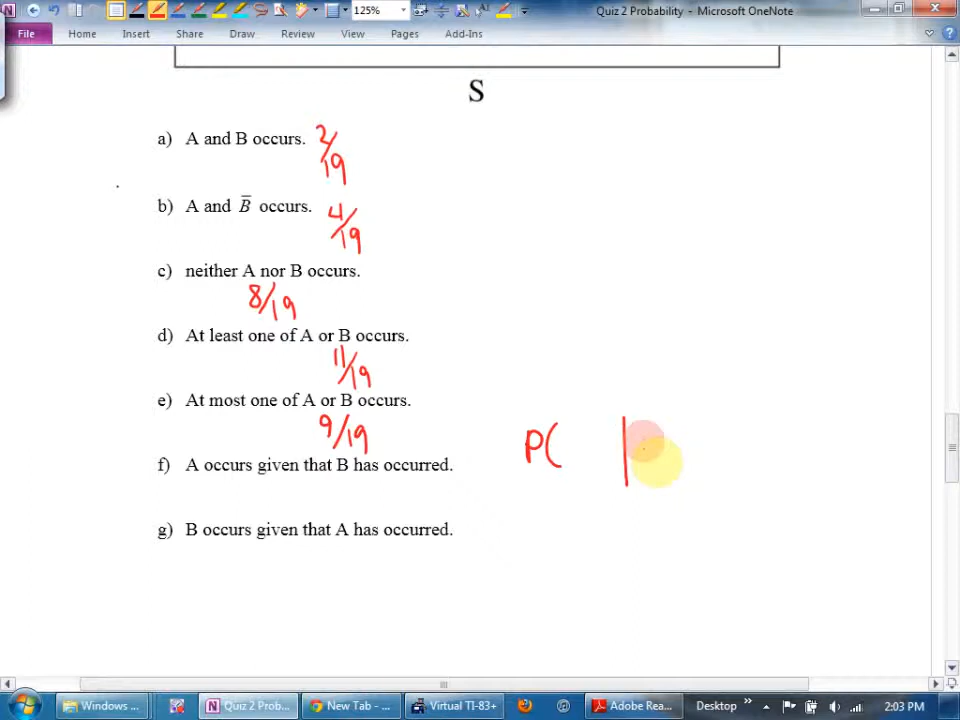 125%
Quiz 2 Probability - Microsoft OneNote
File Home Insert Share Draw Review View Pages Add-Ins
S
a) A and B occurs. 2/19
b) A and B̅ occurs. 4/19
c) neither A nor B occurs.
8/19
d) At least one of A or B occurs.
11/19
e) At most one of A or B occurs.
9/19
P( |
f) A occurs given that B has occurred.
g) B occurs given that A has occurred.
Windows ... Quiz 2 Prob... New Tab - ... Virtual TI-83+ Adobe Rea... Desktop » 2:03 PM